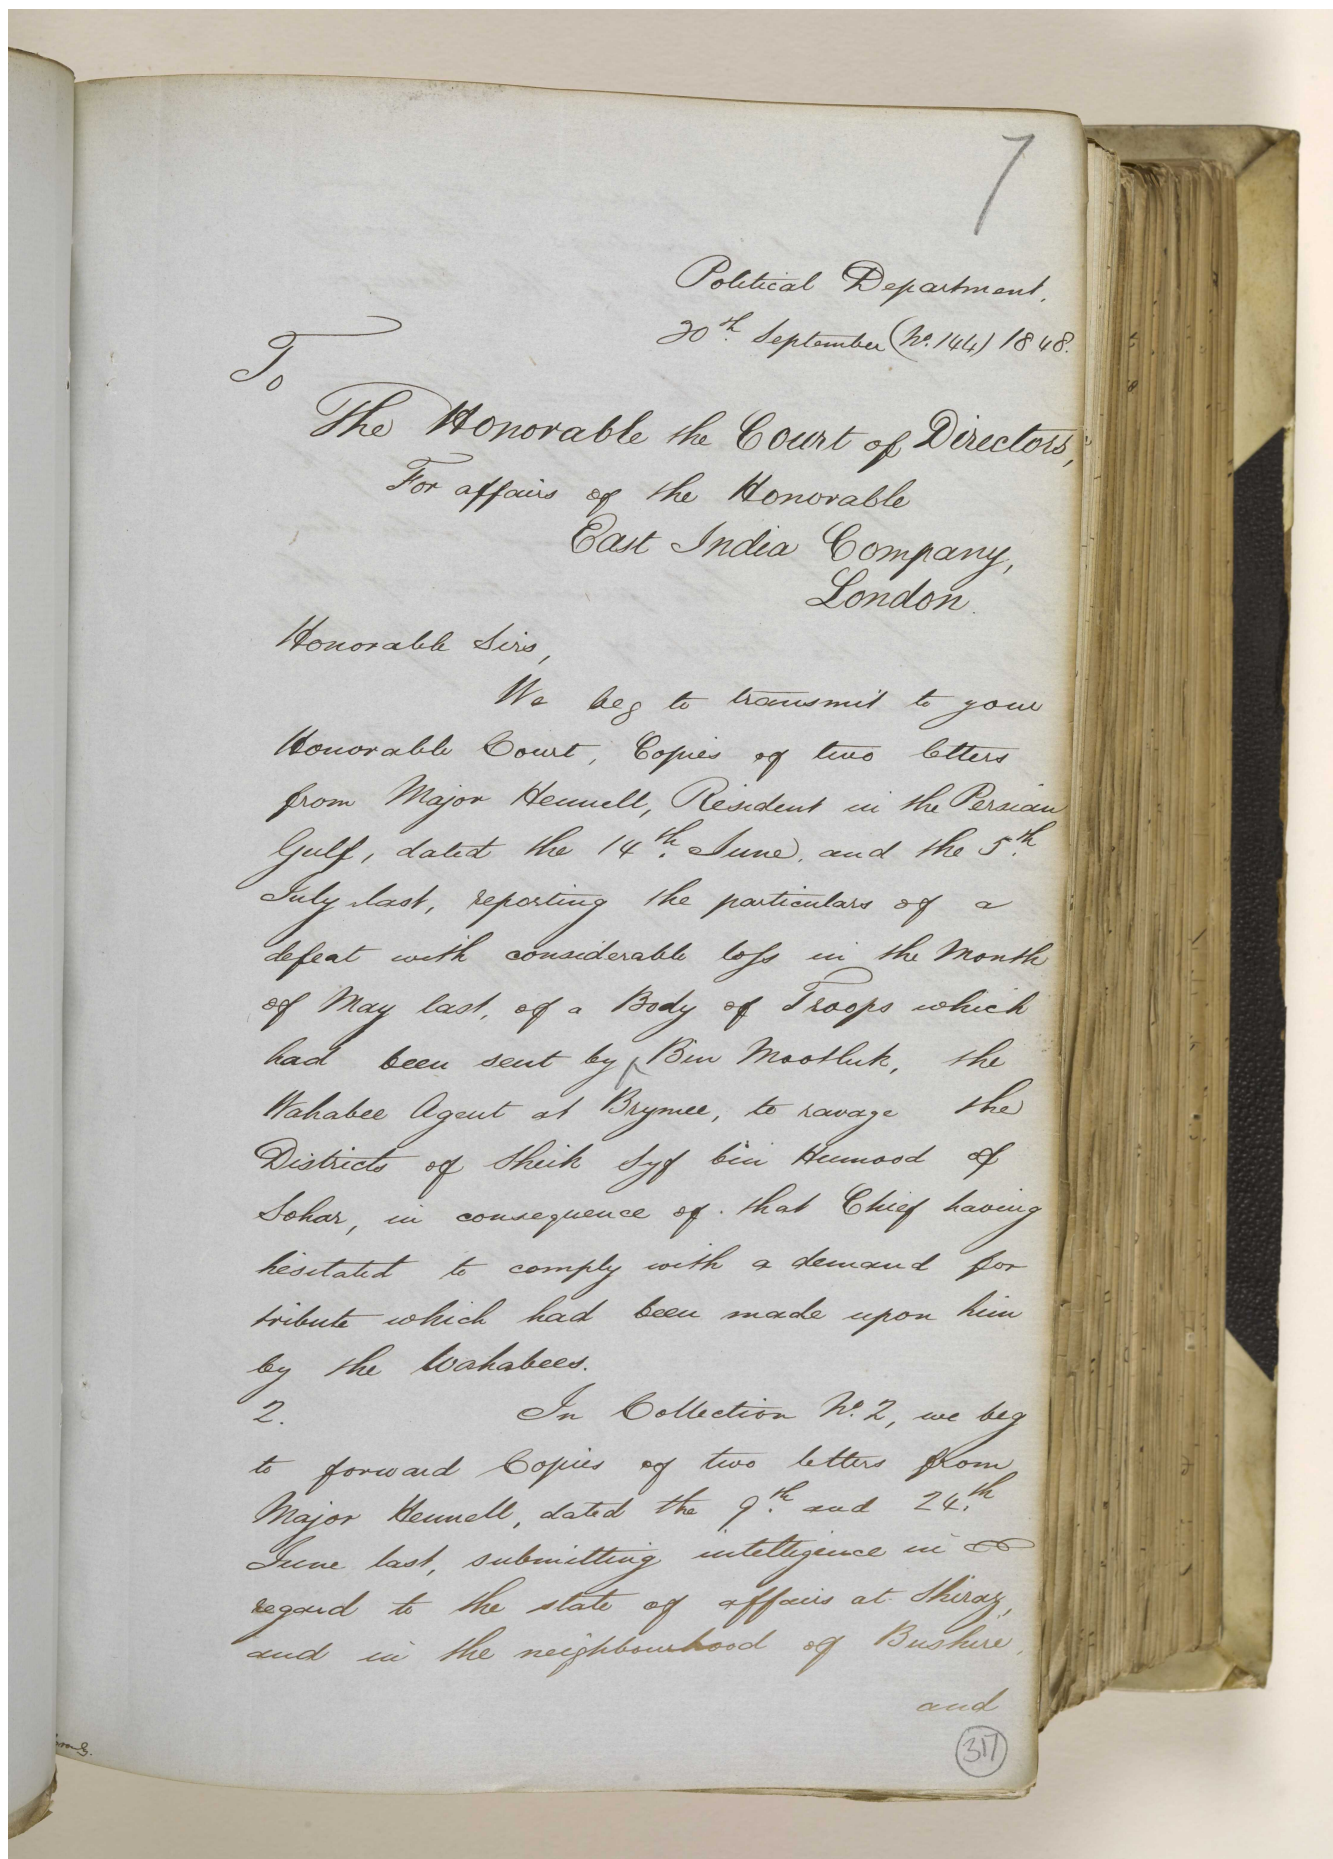 7
Political Department.
20th. September (No. 144) 1848.
To
The Honorable the Court of Directors,
For affairs of the Honorable
East India Company,
London.
Honorable Sirs,
We beg to transmit to your
Honorable Court, Copies of two letters
from Major Hennell, Resident in the Persian
Gulf, dated the 14th. June, and the 5th.
July last, reporting the particulars of a
defeat with considerable loss in the Month
of May last, of a Body of Troops which
had been sent by Bin Mootluk, the
Wahabee Agent at Brymee, to ravage the
Districts of Sheik Syf bin Humood of
Sohar, in consequence of that Chief having
hesitated to comply with a demand for
tribute which had been made upon him
by the Wahabees.
2. In Collection No. 2, we beg
to forward Copies of two letters from
Major Hennell, dated the 9th. and 24th.
June last, submitting intelligence in
regard to the state of affairs at Shiraz,
and in the neighbourhood of Bushire,
and
317